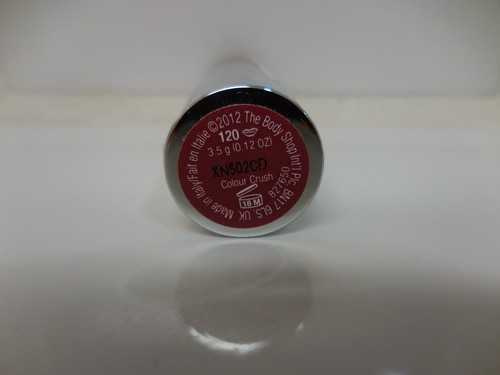 Made in Italy/Fait en Italie ©2012 The Body Shop Int'l Plc, BN17 6LS, UK
120
3.5 g (0.12 OZ)
XN502CD
Colour Crush
18 M
827650